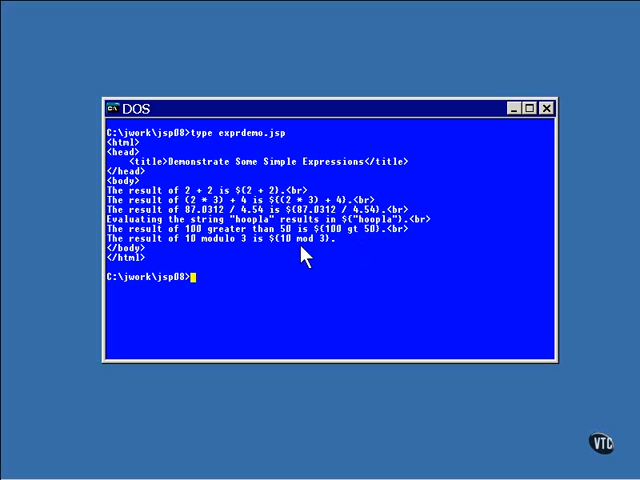 DOS
C:\jwork\jsp08>type exprdemo.jsp
<html>
<head>
<title>Demonstrate Some Simple Expressions</title>
</head>
<body>
The result of 2 + 2 is ${2 + 2}.<br>
The result of (2 * 3) + 4 is ${(2 * 3) + 4}.<br>
The result of 87.0312 / 4.54 is ${87.0312 / 4.54}.<br>
Evaluating the string "hoopla" results in ${"hoopla"}.<br>
The result of 100 greater than 50 is ${100 gt 50}.<br>
The result of 10 modulo 3 is ${10 mod 3}.
</body>
</html>
C:\jwork\jsp08>
VTC